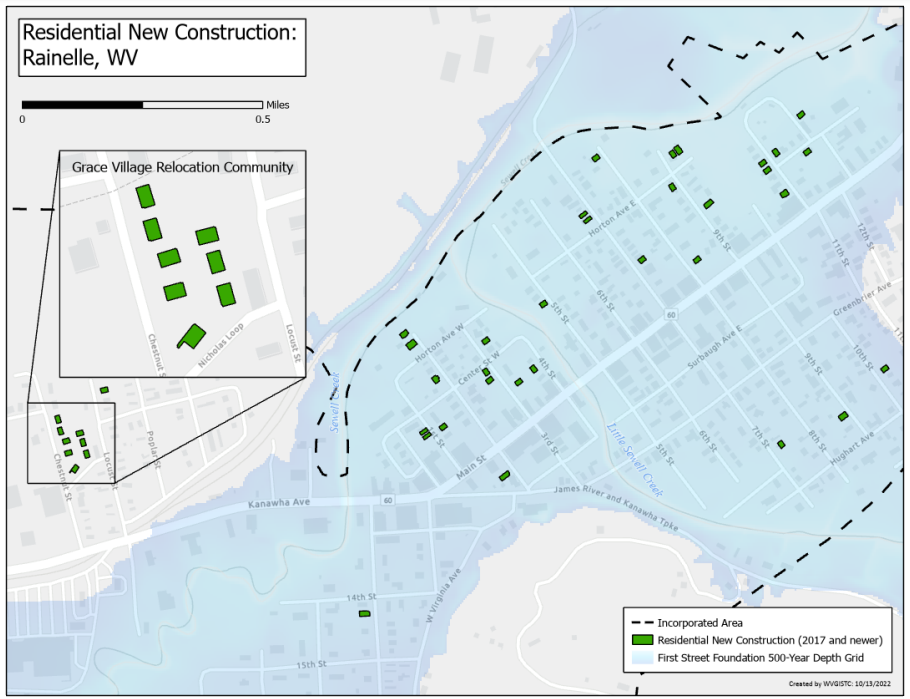 Residential New Construction:
Rainelle, WV
Miles
0
0.5
Grace Village Relocation Community
Chestnut S
Nicholas Loop
Locust St
Sewell Creek
Horton Ave E
9th St
12th St
11th St
5th St
6th St
60
Greenbrier Ave
Horton Ave W
Surbaugh Ave E
Center St W
4th St
9th St
10th St
Sewell Creek
Poplar St
Locust St
Chestnut St
1st St
3rd St
5th St
6th St
7th St
8th St
Hughart Ave
Main St
Little Sewell Creek
Kanawha Ave
60
James River and Kanawha Tpke
W Virginia Ave
14th St
15th St
Incorporated Area
Residential New Construction (2017 and newer)
First Street Foundation 500-Year Depth Grid
Created by WVGISTC: 10/13/2022